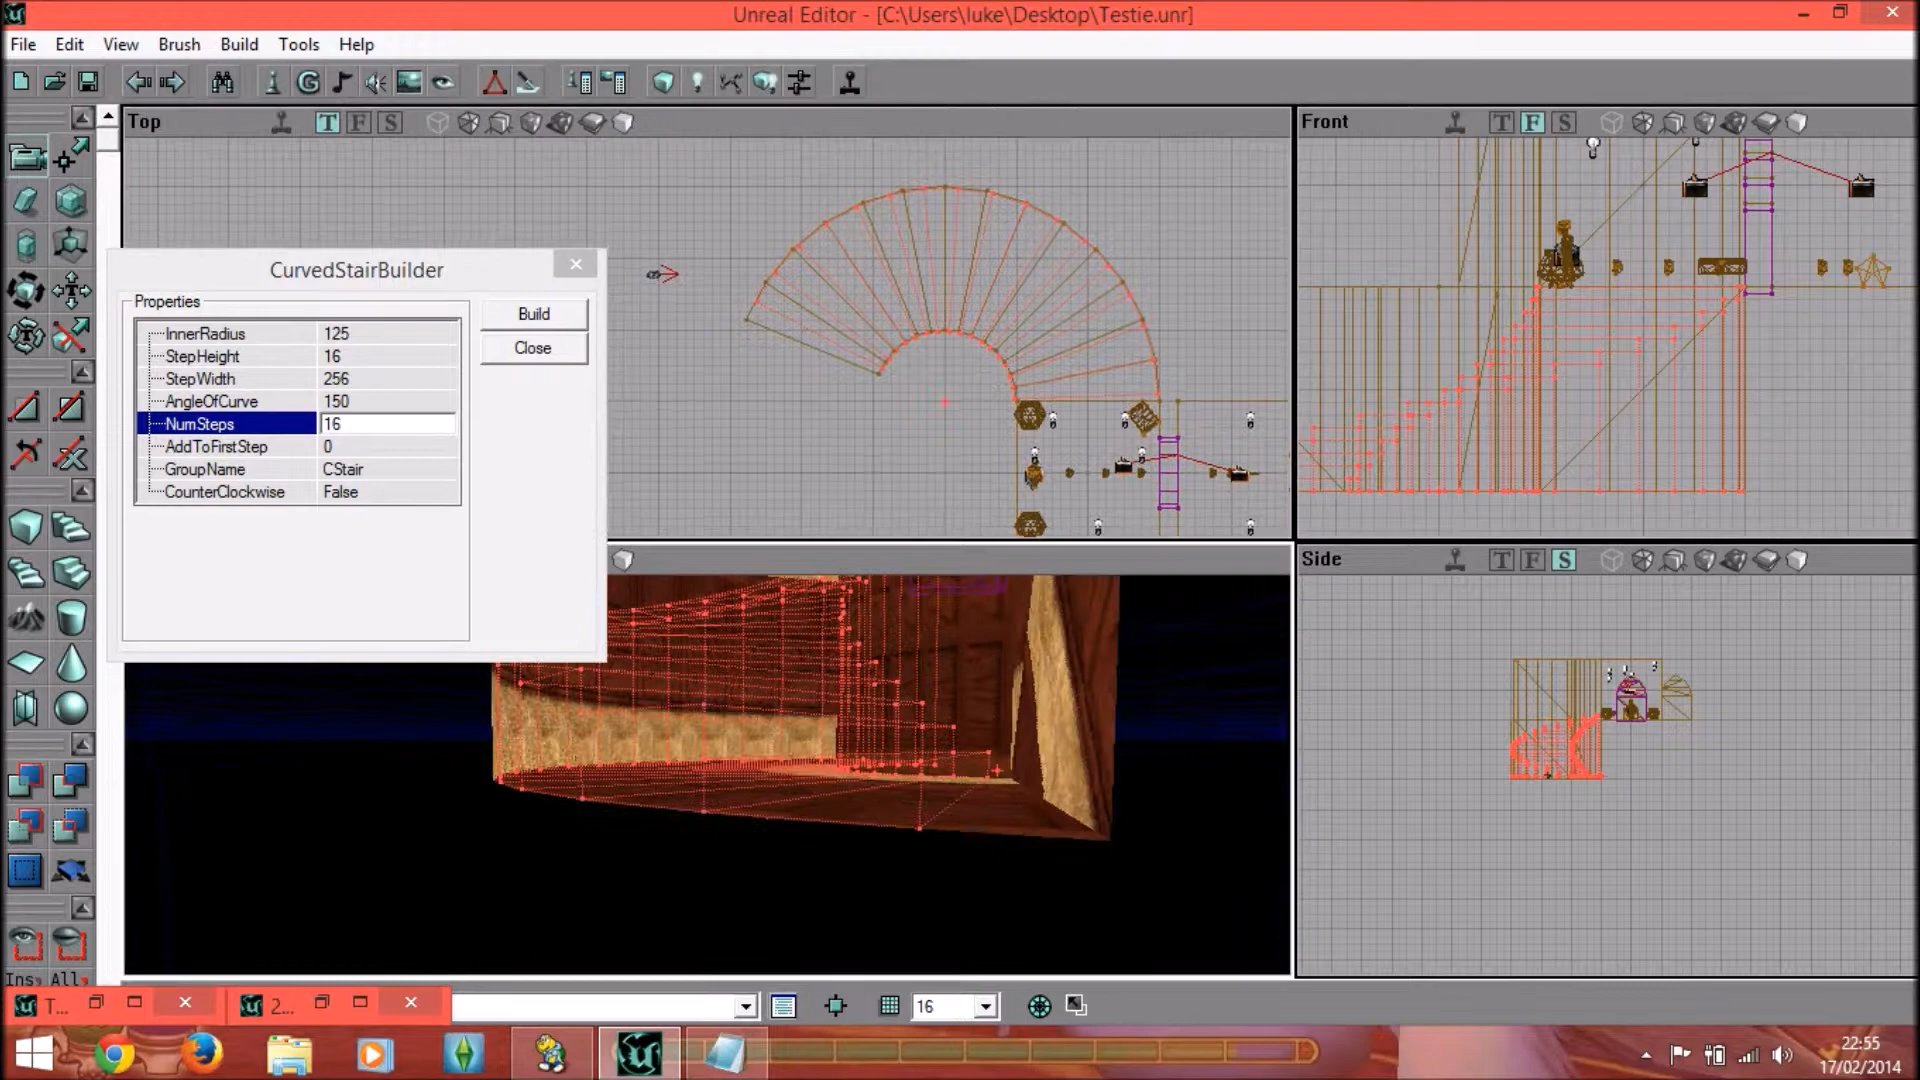 Unreal Editor - [C:\Users\luke\Desktop\Testie.unr]
File Edit View Brush Build Tools Help
Top T F S
Front T F S
CurvedStairBuilder
Properties
InnerRadius 125
StepHeight 16
StepWidth 256
AngleOfCurve 150
NumSteps 16
AddToFirstStep 0
GroupName CStair
CounterClockwise False
Build
Close
Side T F S
Ins All
T... 2... 16
22:55
17/02/2014